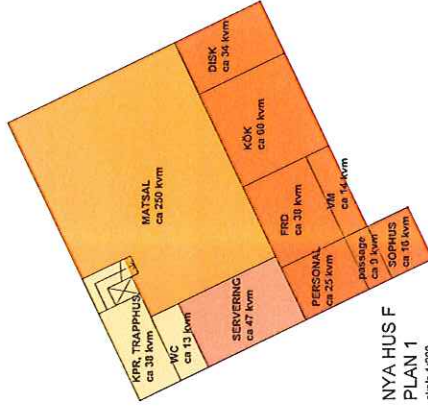 DISK
ca 34 kvm
KÖK
ca 60 kvm
MATSAL
ca 250 kvm
FRD
ca 30 kvm
VM
ca 14 kvm
KPR, TRAPPHUS,
ca 38 kvm
WC
ca 13 kvm
SERVERING
ca 47 kvm
PERSONAL
ca 25 kvm
passage
ca 9 kvm
SOPHUS
ca 16 kvm
NYA HUS F
PLAN 1